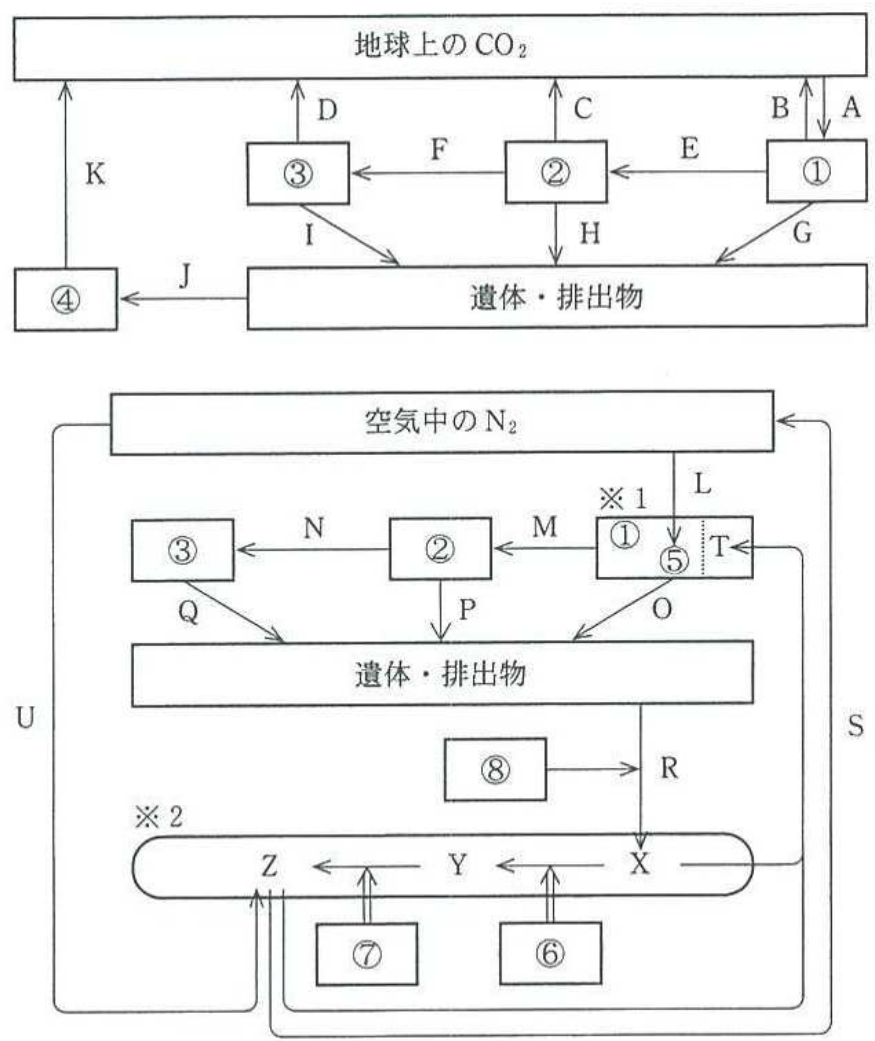 地球上のCO₂
K
D
C
B
A
③
F
②
E
①
I
H
G
④
J
遺体・排出物
空気中のN₂
L
※1
③
N
②
M
①
⑤
T
Q
P
O
遺体・排出物
U
S
⑧
R
※2
Z
Y
X
⑦
⑥